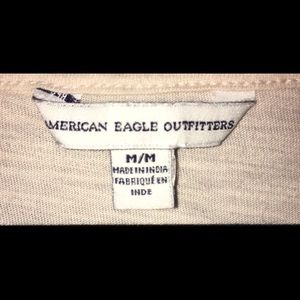 AMERICAN EAGLE OUTFITTERS
M/M
MADE IN INDIA
FABRIQUÉ EN
INDE